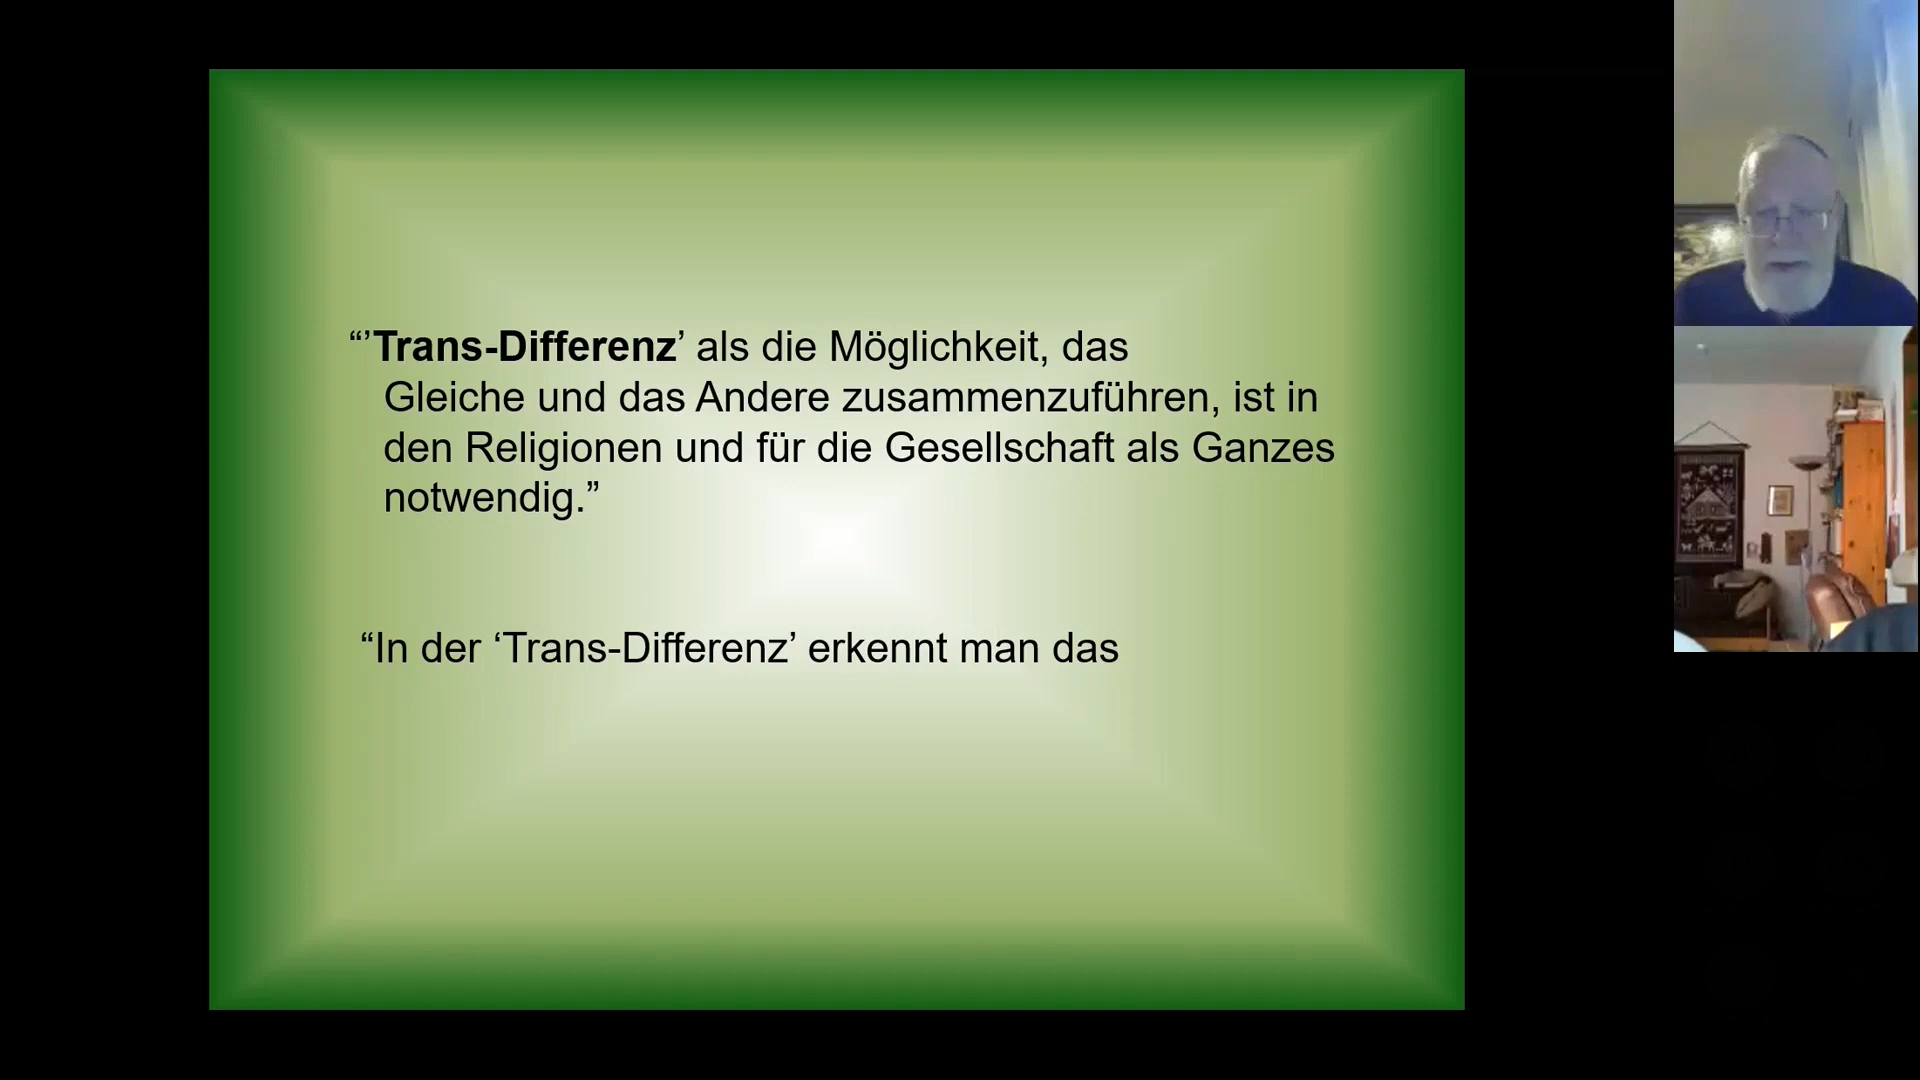 “’Trans-Differenz’ als die Möglichkeit, das
Gleiche und das Andere zusammenzuführen, ist in
den Religionen und für die Gesellschaft als Ganzes
notwendig.”
“In der ‘Trans-Differenz’ erkennt man das